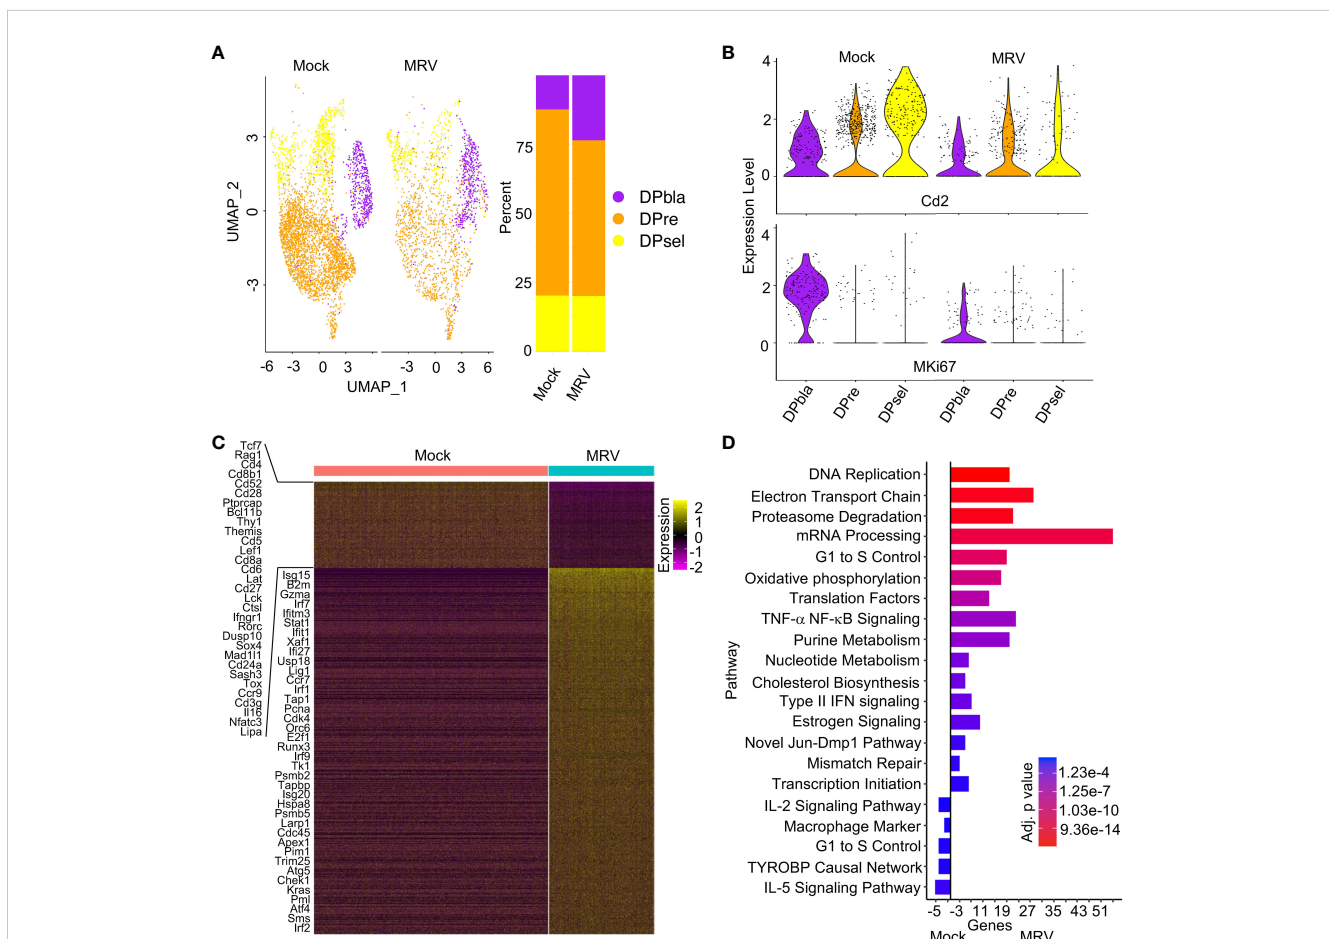 A
Mock
MRV
3
0
-3
UMAP_2
-6
-3
0
3
-3
0
3
6
UMAP_1
75
50
25
0
Percent
Mock
MRV
DPbla
DPre
DPsel
B
Mock
MRV
4
2
0
Cd2
Expression Level
4
2
0
MKi67
DPbla
DPre
DPsel
DPbla
DPre
DPsel
C
Mock
MRV
Tcf7
Rag1
Cd4
Cd8b1
Cd52
Cd28
Ptprcap
Bcl11b
Thy1
Themis
Cd5
Lef1
Cd8a
Cd6
Lat
Cd27
Lck
Ctsl
Ifngr1
Rorc
Dusp10
Sox4
Mad1l1
Cd24a
Sash3
Tox
Ccr9
Cd3g
Il16
Nfatc3
Lipa
Isg15
B2m
Gzma
Irf7
Ifitm3
Stat1
Ifit1
Xaf1
Ifi27
Usp18
Lig1
Ccr7
Irf1
Tap1
Pcna
Cdk4
Orc6
E2f1
Runx3
Irf9
Tk1
Psmb2
Tapbp
Isg20
Hspa8
Psmb5
Larp1
Cdc45
Apex1
Pim1
Trim25
Atg5
Chek1
Kras
Pml
Atf4
Sms
Irf2
Expression
2
1
0
-1
-2
D
Pathway
DNA Replication
Electron Transport Chain
Proteasome Degradation
mRNA Processing
G1 to S Control
Oxidative phosphorylation
Translation Factors
TNF-α NF-κB Signaling
Purine Metabolism
Nucleotide Metabolism
Cholesterol Biosynthesis
Type II IFN signaling
Estrogen Signaling
Novel Jun-Dmp1 Pathway
Mismatch Repair
Transcription Initiation
IL-2 Signaling Pathway
Macrophage Marker
G1 to S Control
TYROBP Causal Network
IL-5 Signaling Pathway
Adj. p value
1.23e-4
1.25e-7
1.03e-10
9.36e-14
-5 -3 11 19 27 35 43 51
Genes
Mock
MRV